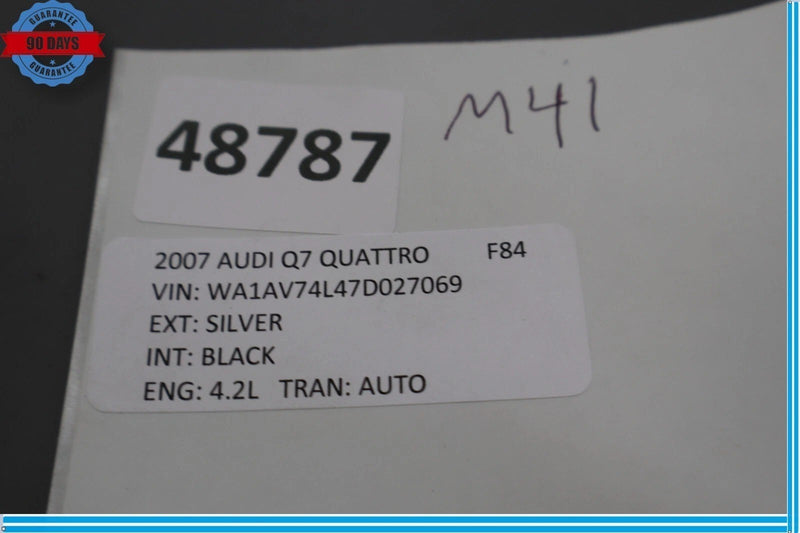 GUARANTEE
90 DAYS
GUARANTEE
M41
48787
2007 AUDI Q7 QUATTRO F84
VIN: WA1AV74L47D027069
EXT: SILVER
INT: BLACK
ENG: 4.2L TRAN: AUTO